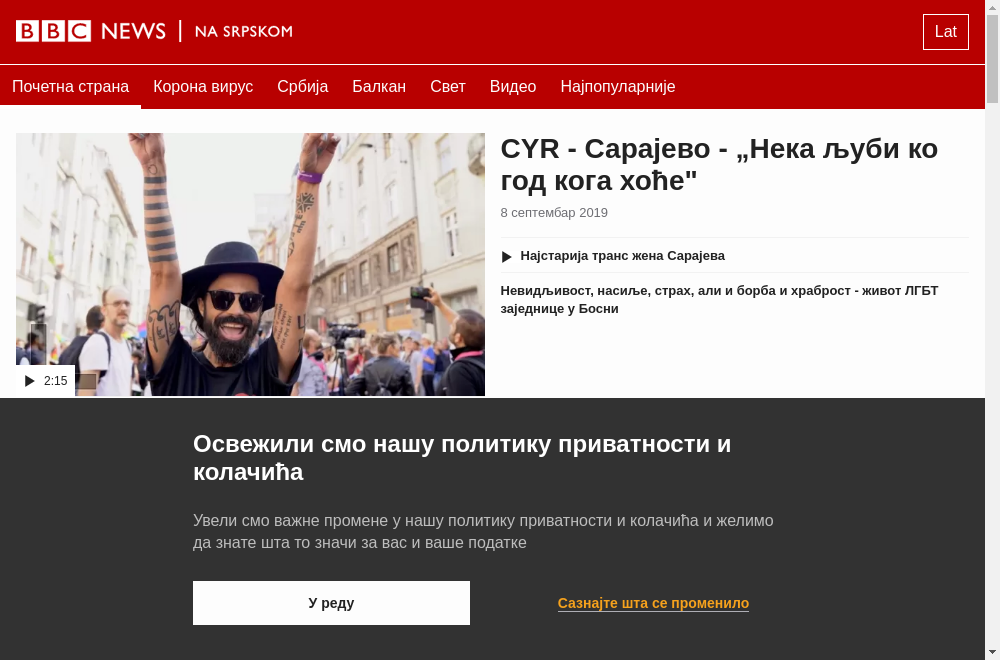 BBC NEWS | NA SRPSKOM
Lat
Почетна страна Корона вирус Србија Балкан Свет Видео Најпопуларније
CYR - Сарајево - „Нека љуби ко
год кога хоће"
8 септембар 2019
Најстарија транс жена Сарајева
Невидљивост, насиље, страх, али и борба и храброст - живот ЛГБТ
заједнице у Босни
2:15
Освежили смо нашу политику приватности и
колачића
Увели смо важне промене у нашу политику приватности и колачића и желимо
да знате шта то значи за вас и ваше податке
У реду
Сазнајте шта се променило